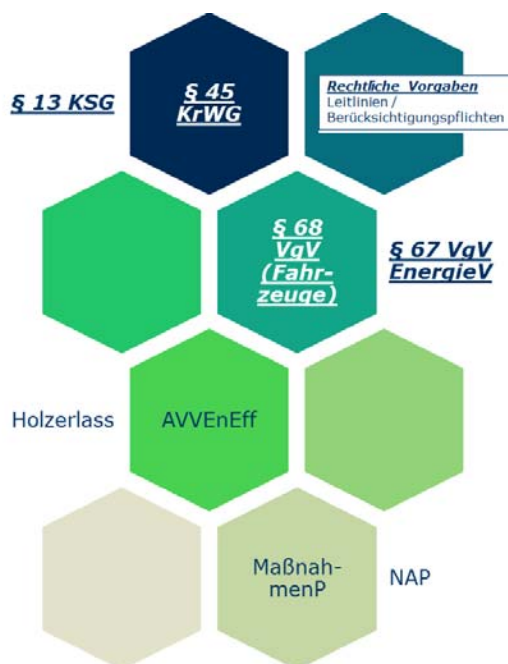 § 13 KSG
§ 45
KrWG
Rechtliche Vorgaben
Leitlinien /
Berücksichtigungspflichten
§ 68
VgV
(Fahr-
zeuge)
§ 67 VgV
EnergieV
Holzerlass
AVVEnEff
Maßnah-
menP
NAP